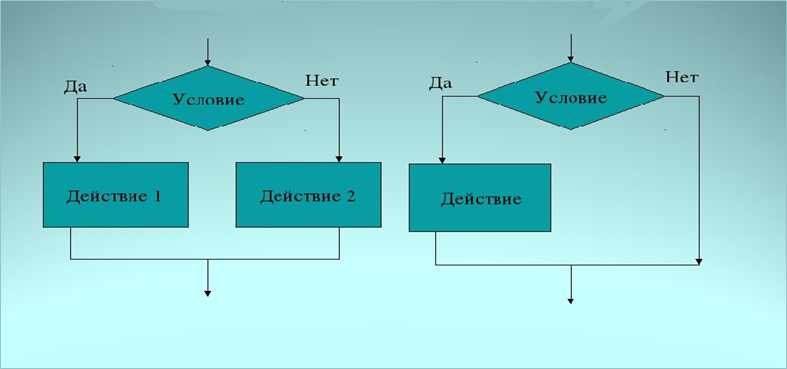 Да
Условие
Нет
Действие 1
Действие 2
Да
Условие
Нет
Действие